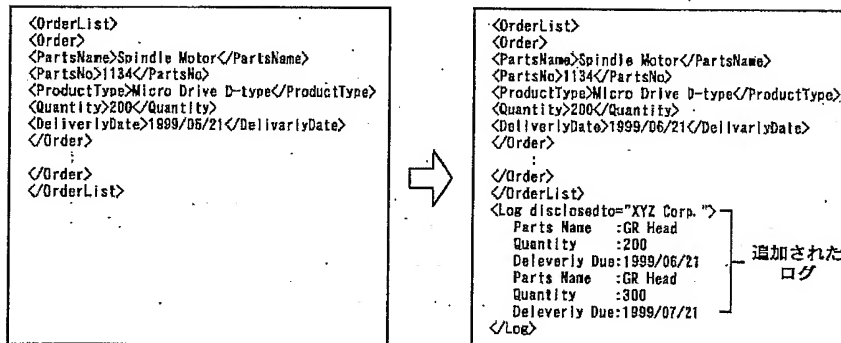 <OrderList>
<Order>
<PartsName>Spindle Motor</PartsName>
<PartsNo>1134</PartsNo>
<ProductType>Micro Drive D-type</ProductType>
<Quantity>200</Quantity>
<DeliverlyDate>1999/06/21</DelivarlyDate>
</Order>
:
</Order>
</OrderList>
<OrderList>
<Order>
<PartsName>Spindle Motor</PartsName>
<PartsNo>1134</PartsNo>
<ProductType>Micro Drive D-type</ProductType>
<Quantity>200</Quantity>
<DeliverlyDate>1999/06/21</DelivarlyDate>
</Order>
:
</Order>
</OrderList>
<Log disclosedto="XYZ Corp.">
Parts Name :GR Head
Quantity :200
Deleverly Due:1999/06/21
Parts Name :GR Head
Quantity :300
Deleverly Due:1999/07/21
</Log>
追加された
ログ